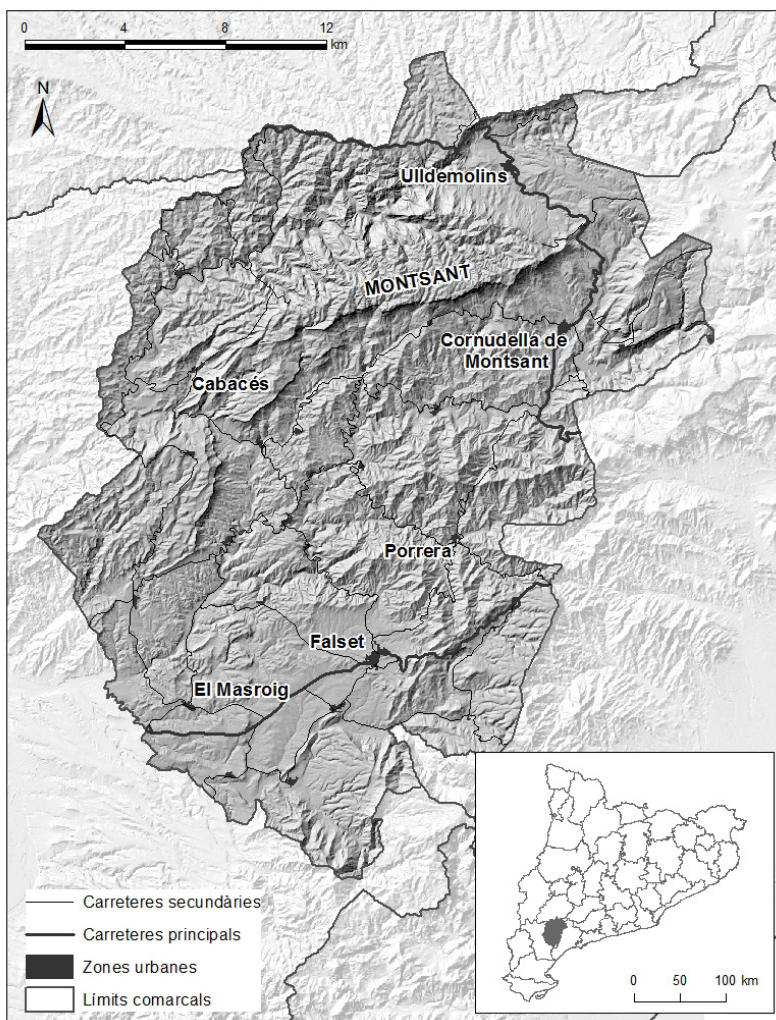 0 4 8 12
km
N
Ulldemolins
MONTSANT
Cornudella de
Montsant
Cabacés
Porrera
Falset
El Masroig
Carreteres secundàries
Carreteres principals
Zones urbanes
Límits comarcals
0 50 100 km